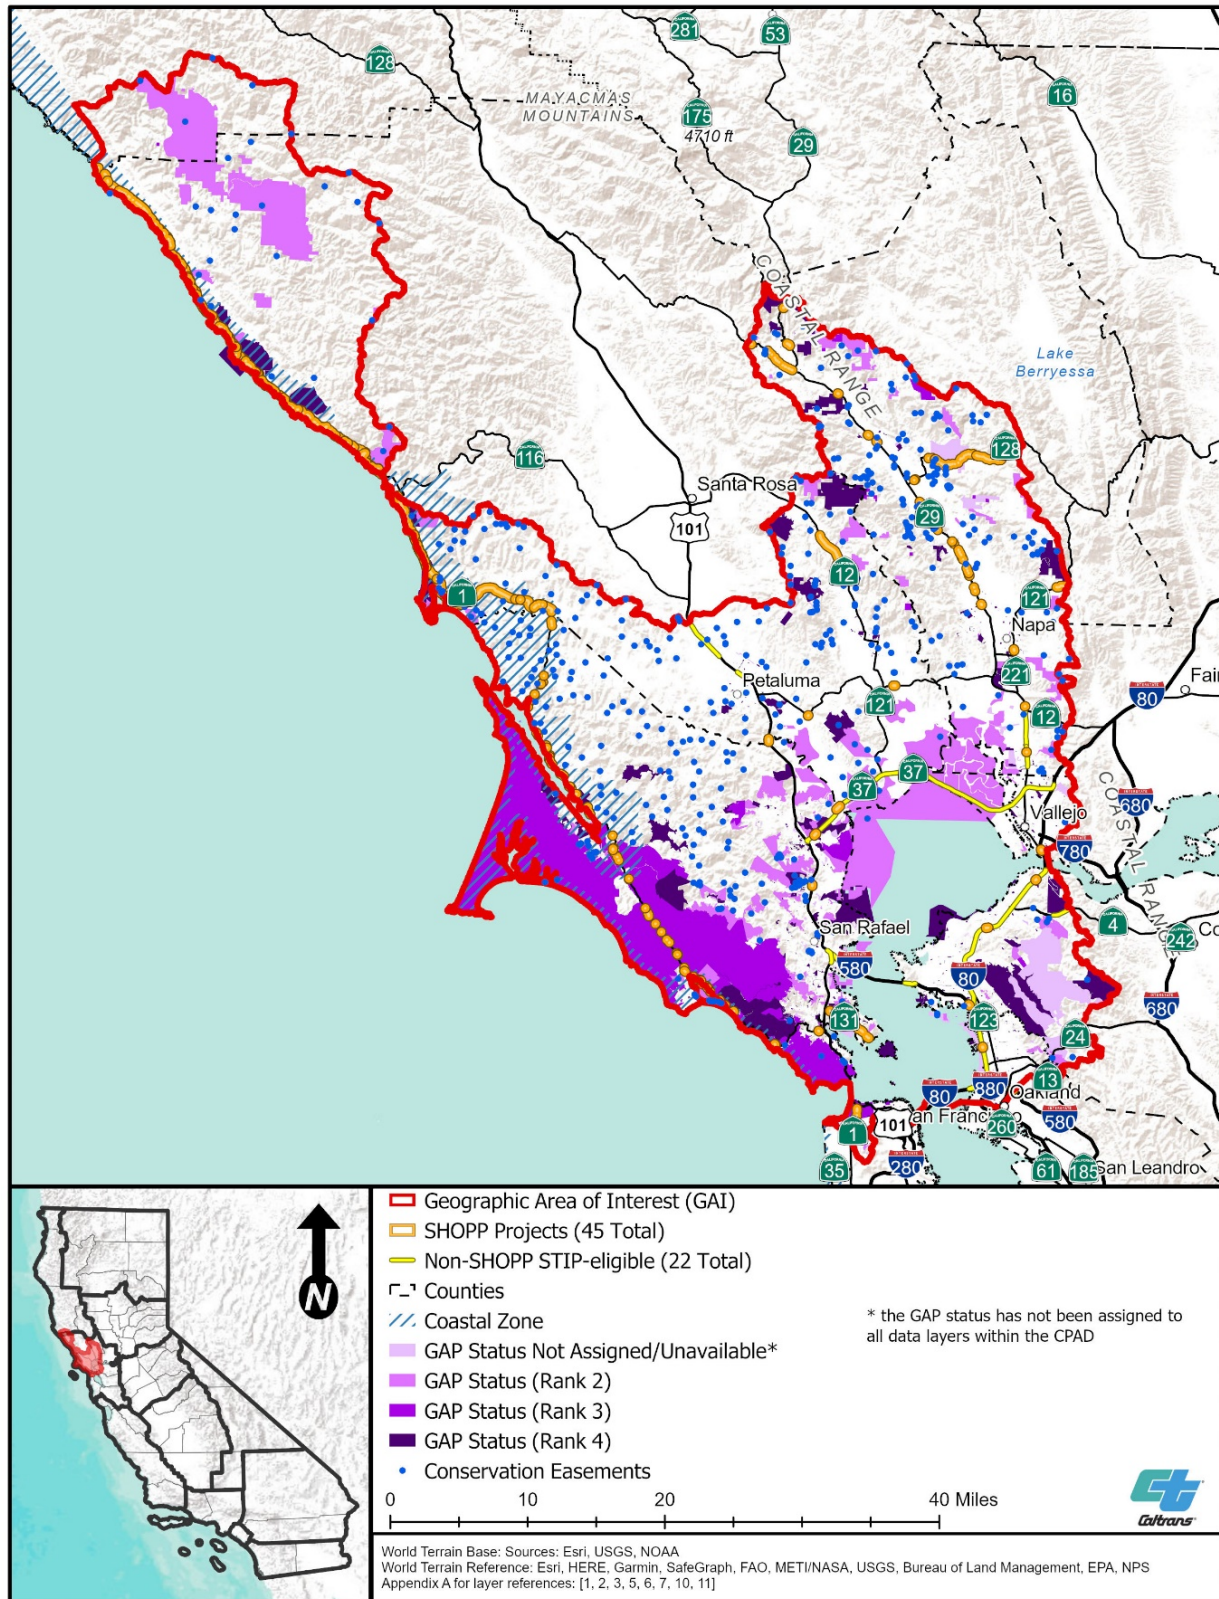 128
281
53
16
MAYACMAS
MOUNTAINS
175
4710 ft
29
COASTAL RANGE
Lake
Berryessa
116
128
Santa Rosa
101
29
12
121
1
Napa
221
Petaluma
121
12
80
Fair
37
37
680
COASTAL RANGE
Vallejo
780
San Rafael
4
242
Co
580
80
680
131
123
24
13
80
880
Oakland
1
101
an Francisco
260
580
35
280
61
185
San Leandro
N
Geographic Area of Interest (GAI)
SHOPP Projects (45 Total)
Non-SHOPP STIP-eligible (22 Total)
Counties
Coastal Zone
GAP Status Not Assigned/Unavailable*
GAP Status (Rank 2)
GAP Status (Rank 3)
GAP Status (Rank 4)
Conservation Easements
* the GAP status has not been assigned to
all data layers within the CPAD
0 10 20 40 Miles
Caltrans
World Terrain Base: Sources: Esri, USGS, NOAA
World Terrain Reference: Esri, HERE, Garmin, SafeGraph, FAO, METI/NASA, USGS, Bureau of Land Management, EPA, NPS
Appendix A for layer references: [1, 2, 3, 5, 6, 7, 10, 11]